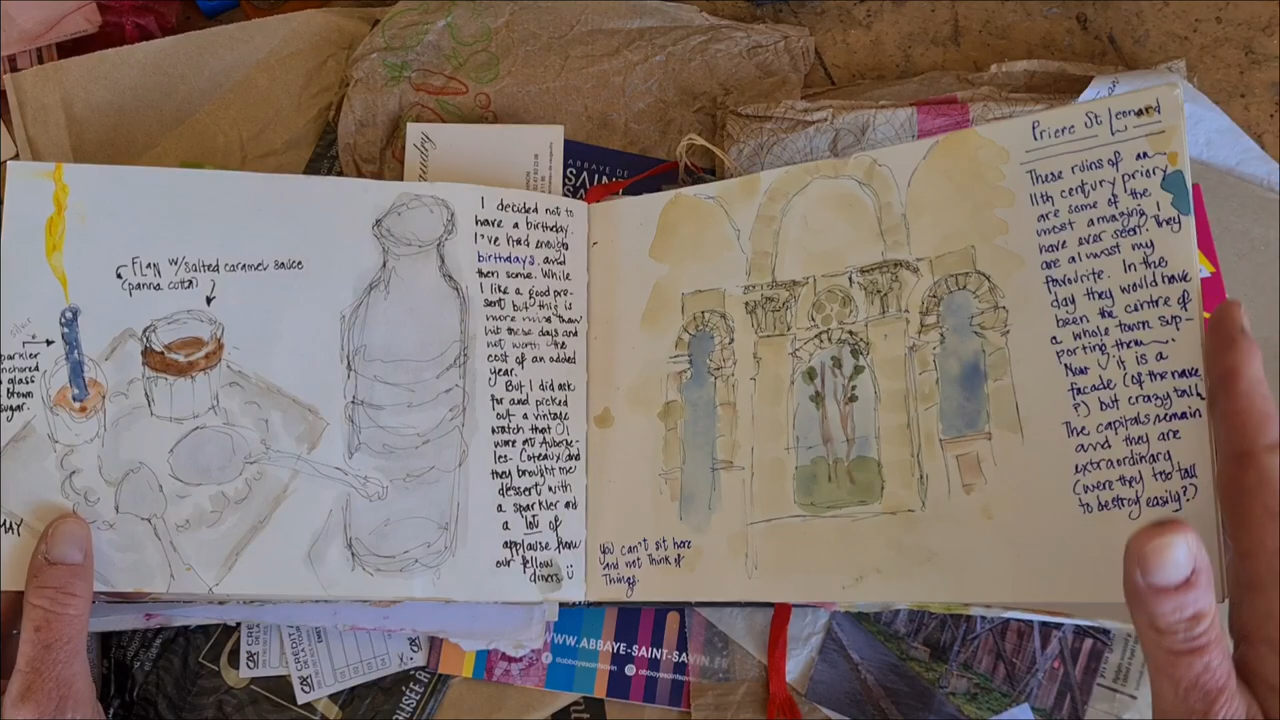 FLAN w/salted caramel sauce
(panna cotta)
silver
parkler
nchored
glass
brown
sugar.
MAY
I decided not to
have a birthday.
I've had enough
birthdays, and
then some. While
I like a good pre-
sent but this is
more miss than
hit these days and
not worth the
cost of an added
year.
But I did ask
for and picked
out a vintage
watch that I
wore at Auberge-
les-Coteaux and
they brought me
dessert with
a sparkler and
a lot of
applause from
our fellow
diners
Priere St Leonard
These ruins of an
11th century priory
are some of the
most amazing I
have ever seen. They
are almost my
favourite. In the
day they would have
been the centre of
a whole town sup-
porting them.
Now it is a
facade (of the nave
?) but crazy tall
The capitals remain
and they are
extraordinary
(were they too tall
to destroy easily?)
You can't sit here
and not think of
Things.
ABBAYE DE
SAINT
WWW.ABBAYE-SAINT-SAVIN.FR
@abbayesaintsavin
abbayesaintsavin